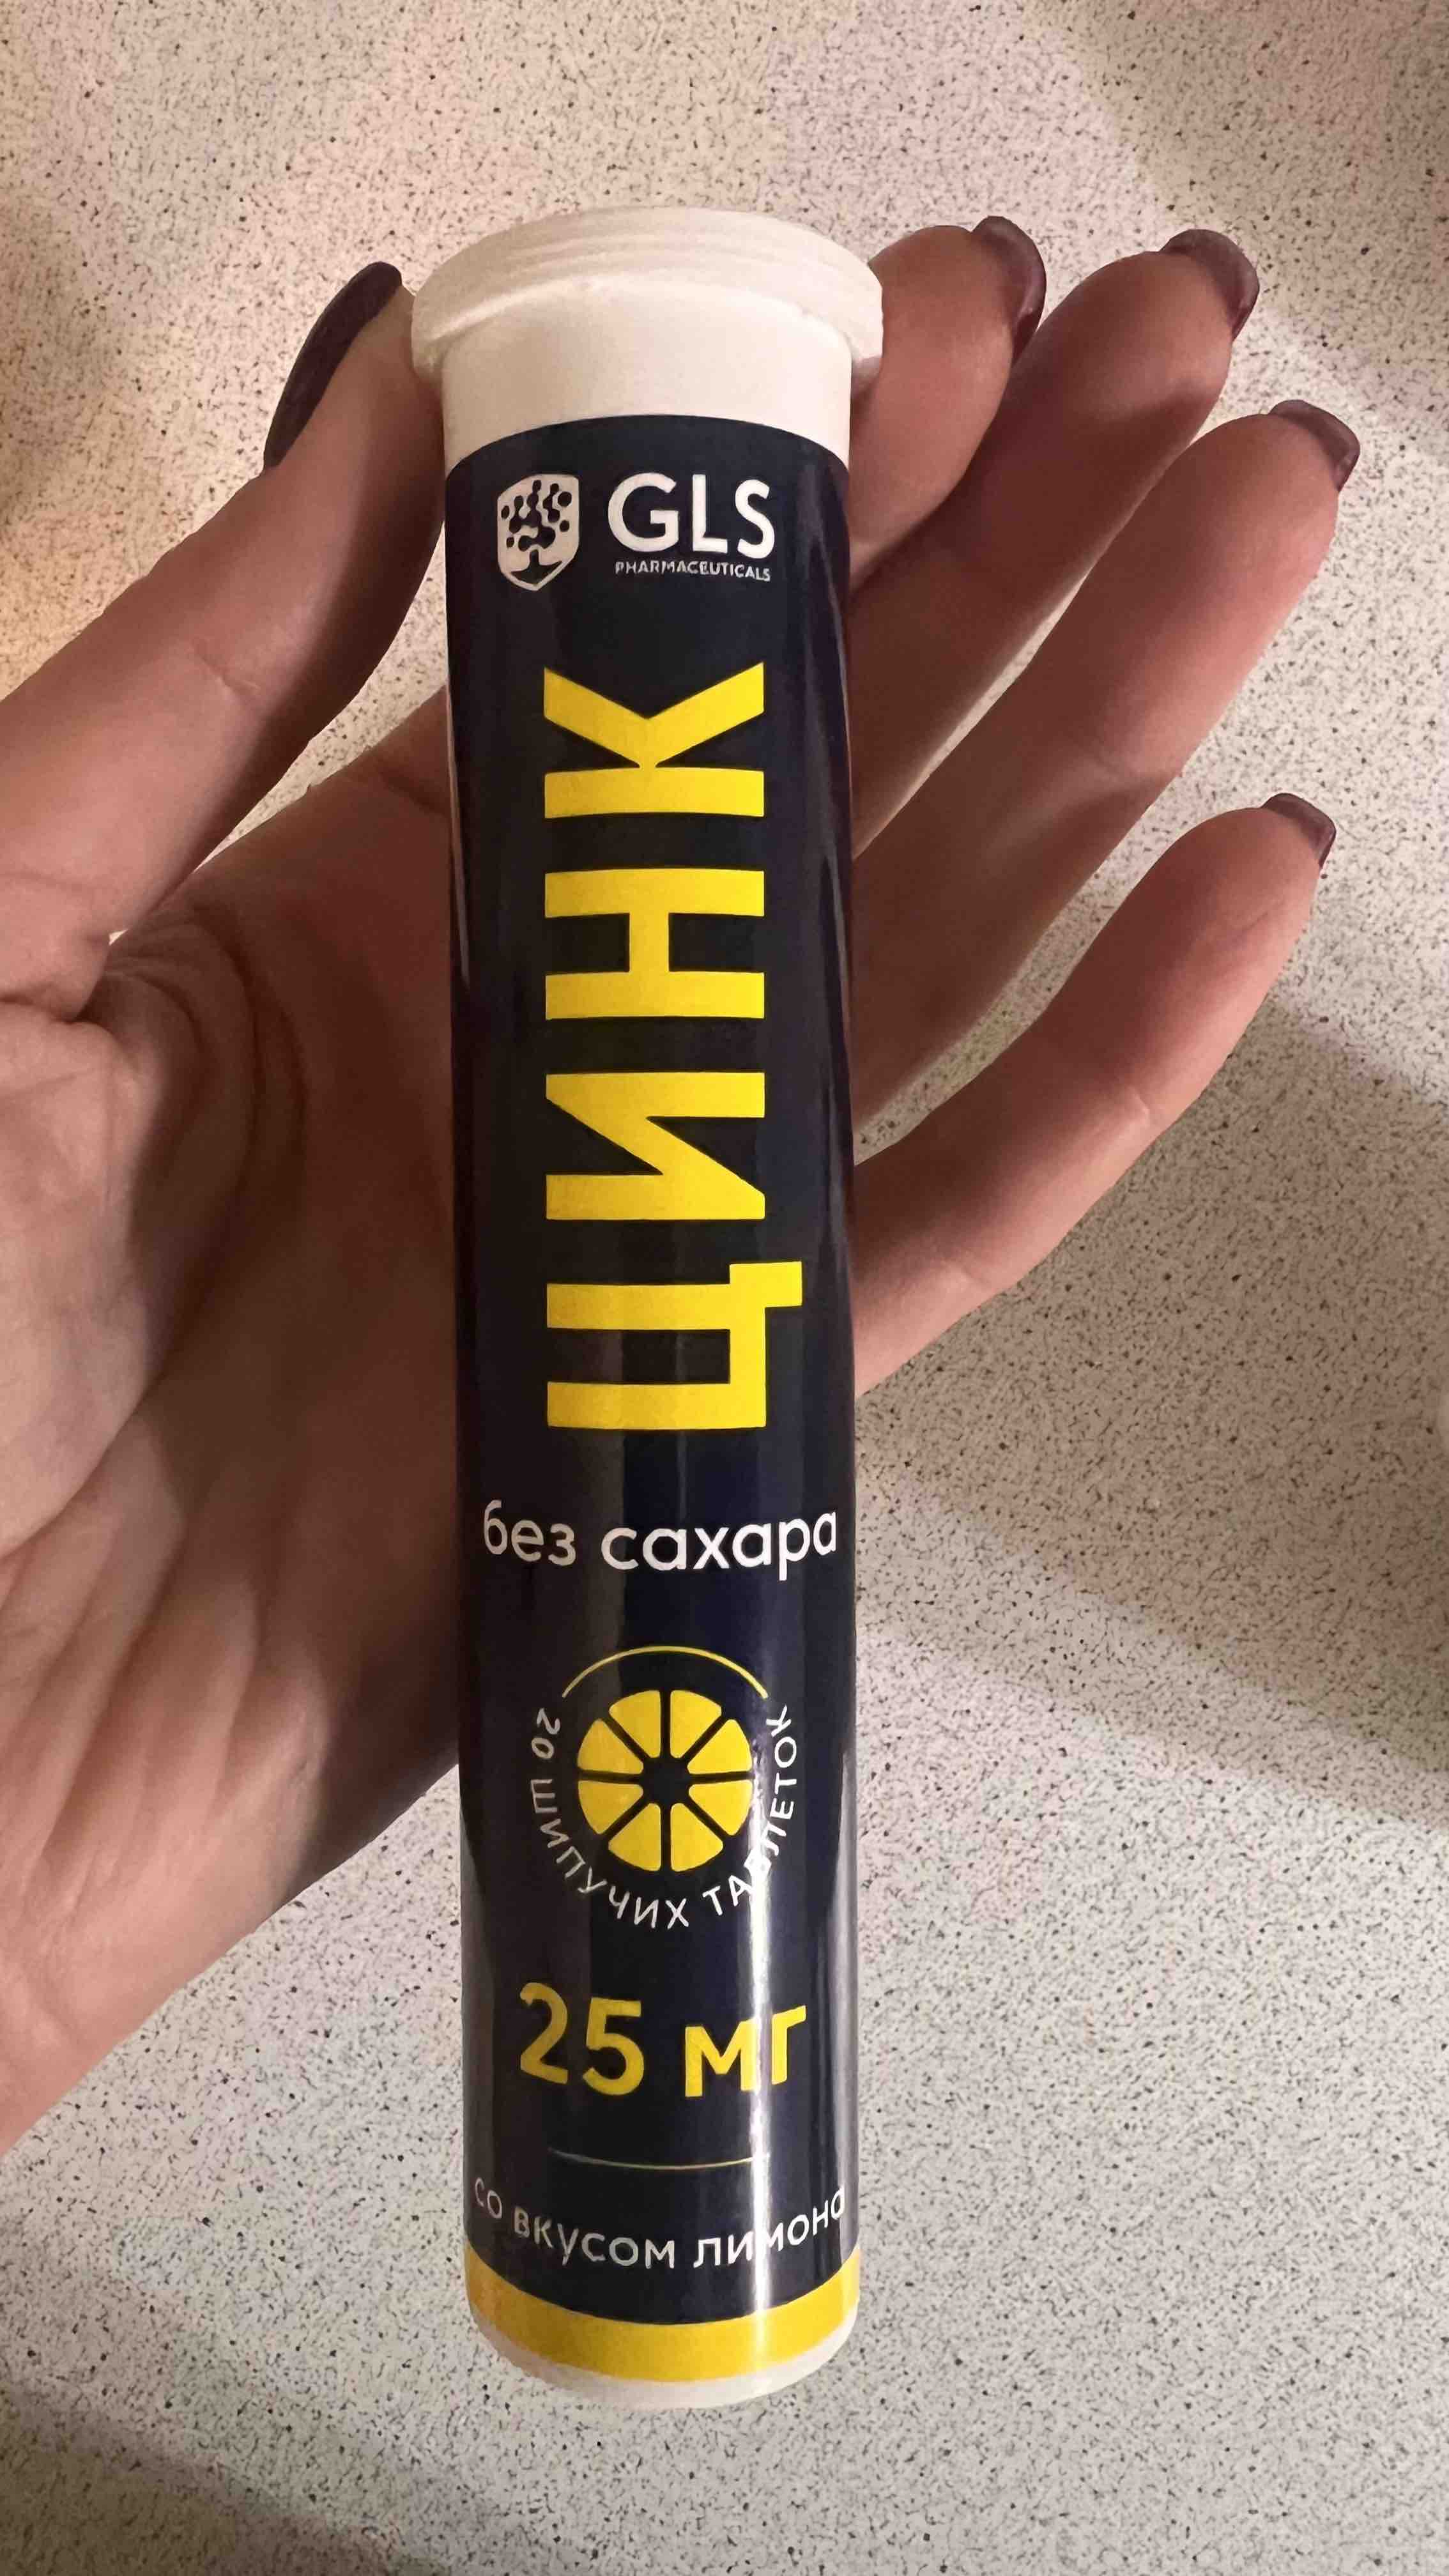 GLS
PHARMACEUTICALS
ЦИНК
без сахара
20 ШИПУЧИХ ТАБЛЕТОК
25 мг
со вкусом лимона